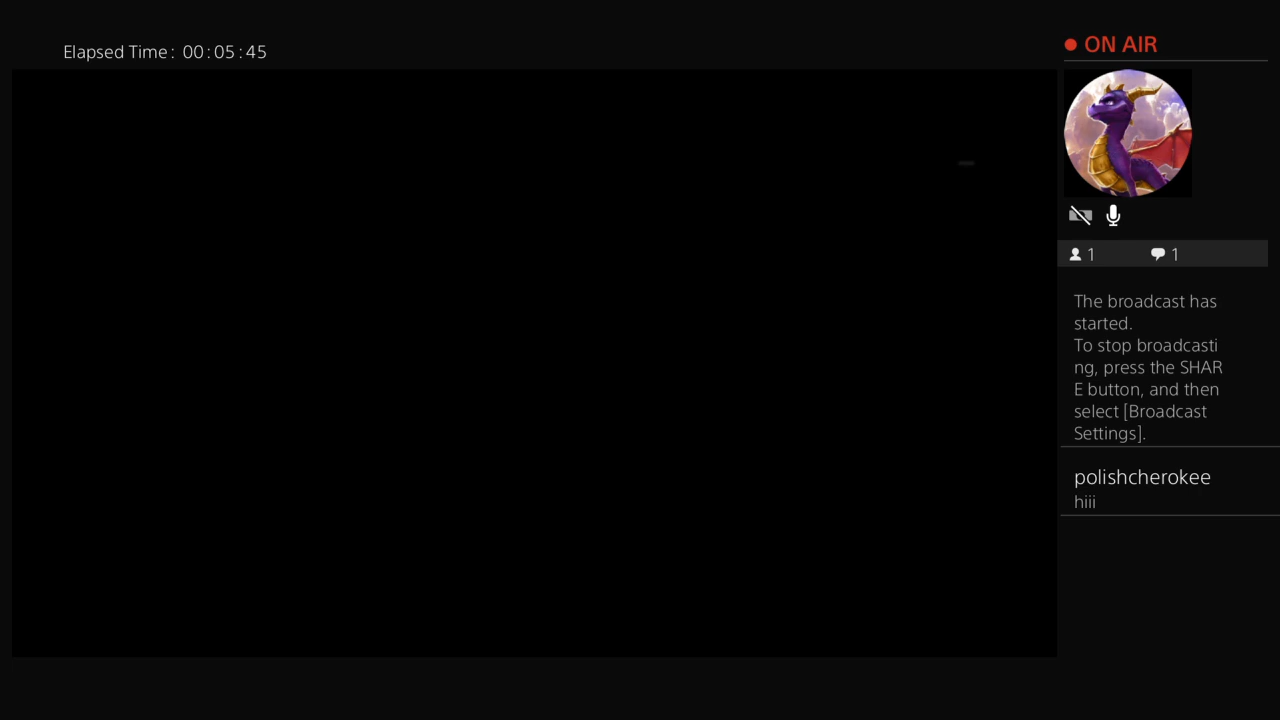 Elapsed Time: 00:05:45
ON AIR
1 1
The broadcast has
started.
To stop broadcasti
ng, press the SHAR
E button, and then
select [Broadcast
Settings].
polishcherokee
hiii